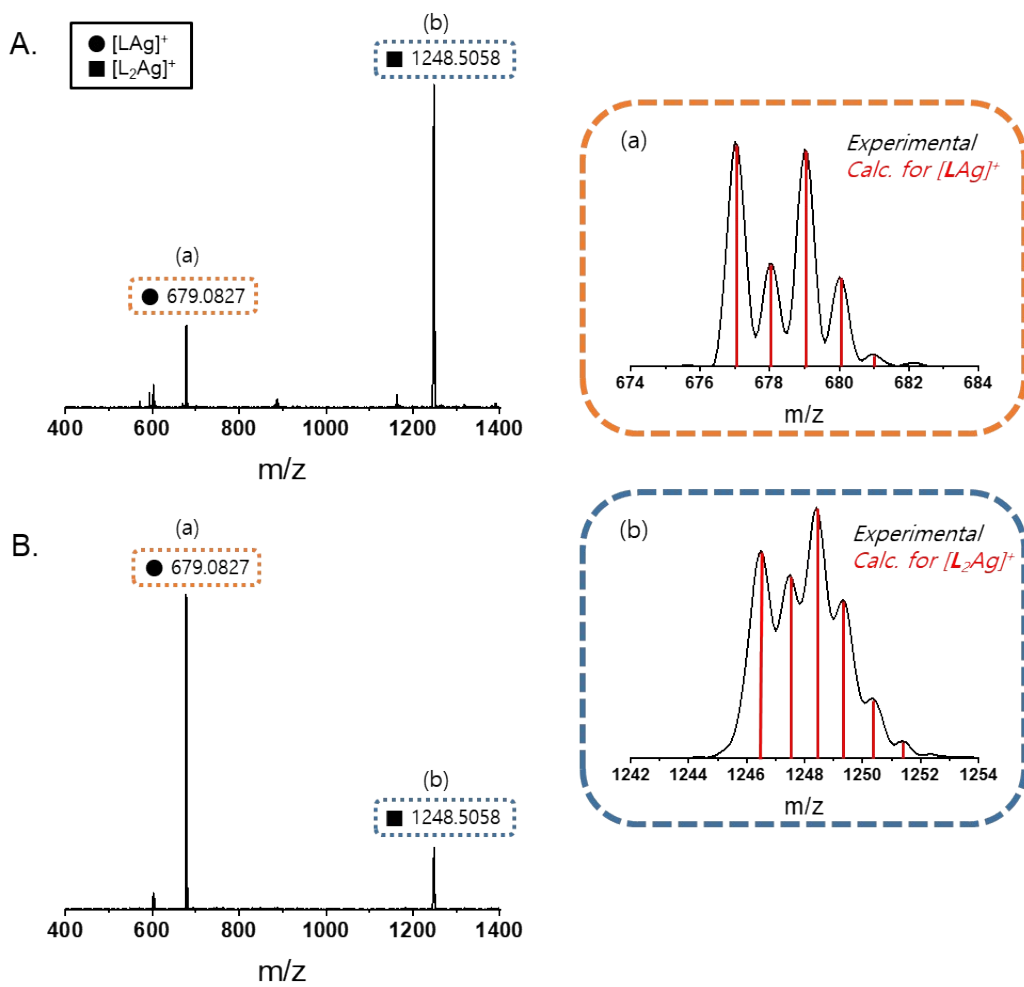 A.
● [LAg]⁺
■ [L₂Ag]⁺
(a)
● 679.0827
(b)
■ 1248.5058
400 600 800 1000 1200 1400
m/z
(a)
Experimental
Calc. for [LAg]⁺
674 676 678 680 682 684
m/z
B.
(a)
● 679.0827
(b)
■ 1248.5058
400 600 800 1000 1200 1400
m/z
(b)
Experimental
Calc. for [L₂Ag]⁺
1242 1244 1246 1248 1250 1252 1254
m/z